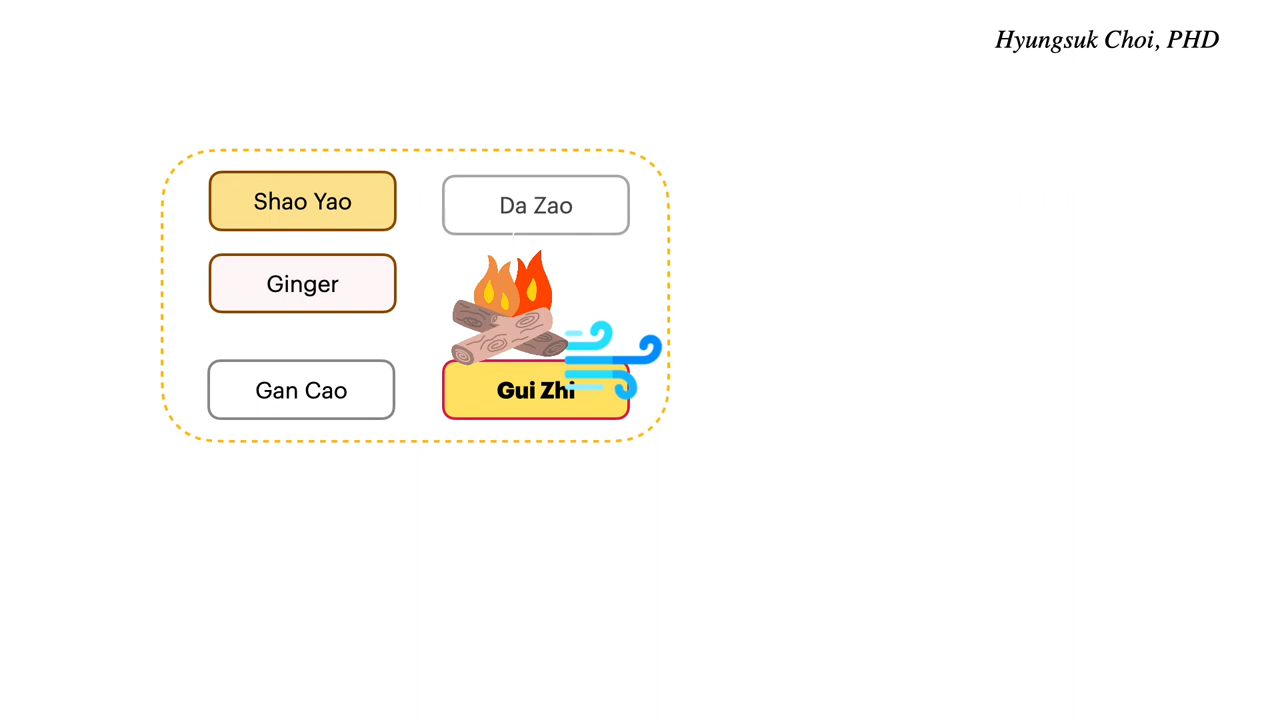 Hyungsuk Choi, PHD
Shao Yao
Da Zao
Ginger
Gan Cao
Gui Zhi